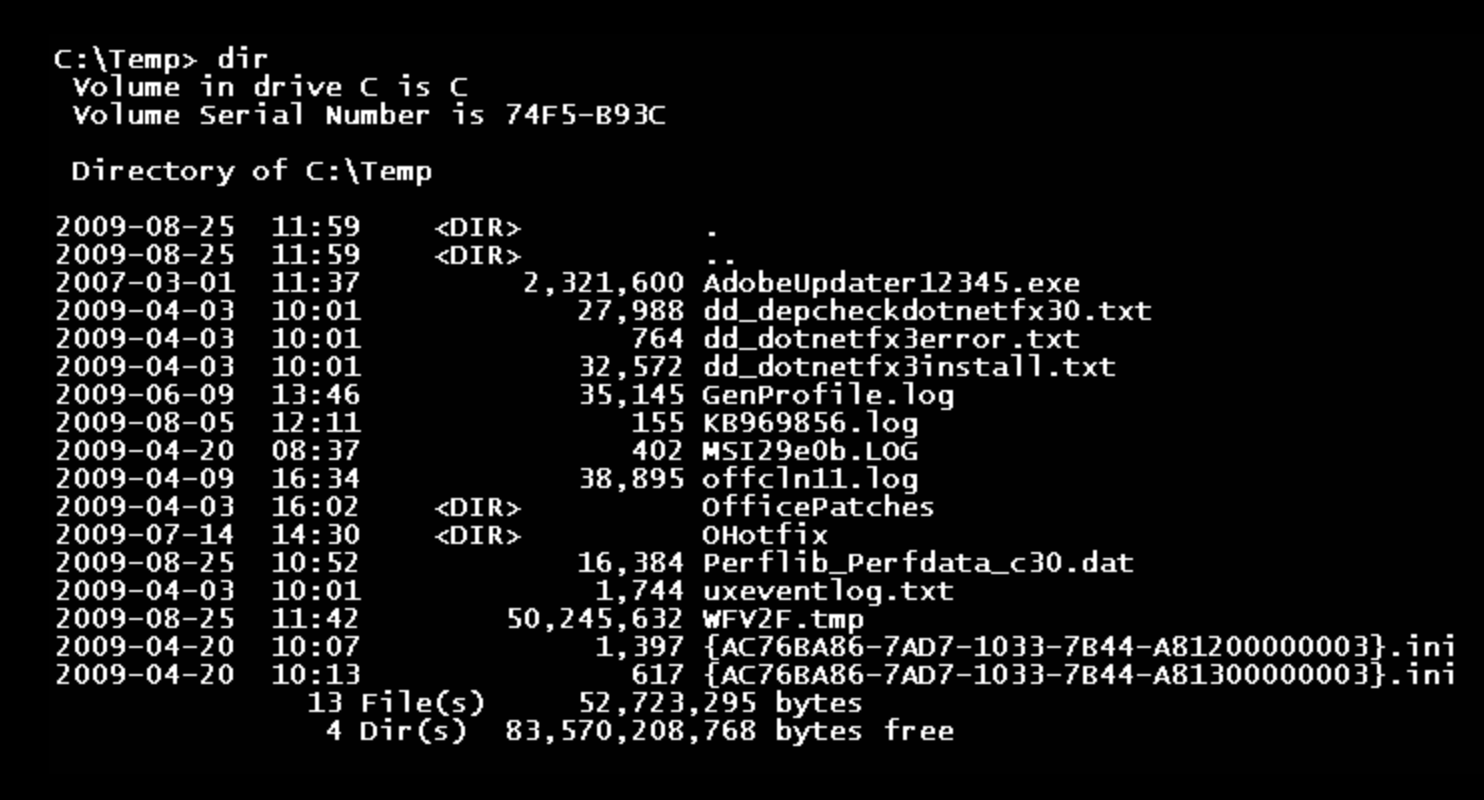 C:\Temp> dir
 Volume in drive C is C
 Volume Serial Number is 74F5-B93C

 Directory of C:\Temp

2009-08-25  11:59    <DIR>          .
2009-08-25  11:59    <DIR>          ..
2007-03-01  11:37         2,321,600 AdobeUpdater12345.exe
2009-04-03  10:01            27,988 dd_depcheckdotnetfx30.txt
2009-04-03  10:01               764 dd_dotnetfx3error.txt
2009-04-03  10:01            32,572 dd_dotnetfx3install.txt
2009-06-09  13:46            35,145 GenProfile.log
2009-08-05  12:11               155 KB969856.log
2009-04-20  08:37               402 MSI29e0b.LOG
2009-04-09  16:34            38,895 offcln11.log
2009-04-03  16:02    <DIR>          OfficePatches
2009-07-14  14:30    <DIR>          OHotfix
2009-08-25  10:52            16,384 Perflib_Perfdata_c30.dat
2009-04-03  10:01             1,744 uxeventlog.txt
2009-08-25  11:42        50,245,632 WFV2F.tmp
2009-04-20  10:07             1,397 {AC76BA86-7AD7-1033-7B44-A81200000003}.ini
2009-04-20  10:13               617 {AC76BA86-7AD7-1033-7B44-A81300000003}.ini
              13 File(s)     52,723,295 bytes
               4 Dir(s)  83,570,208,768 bytes free